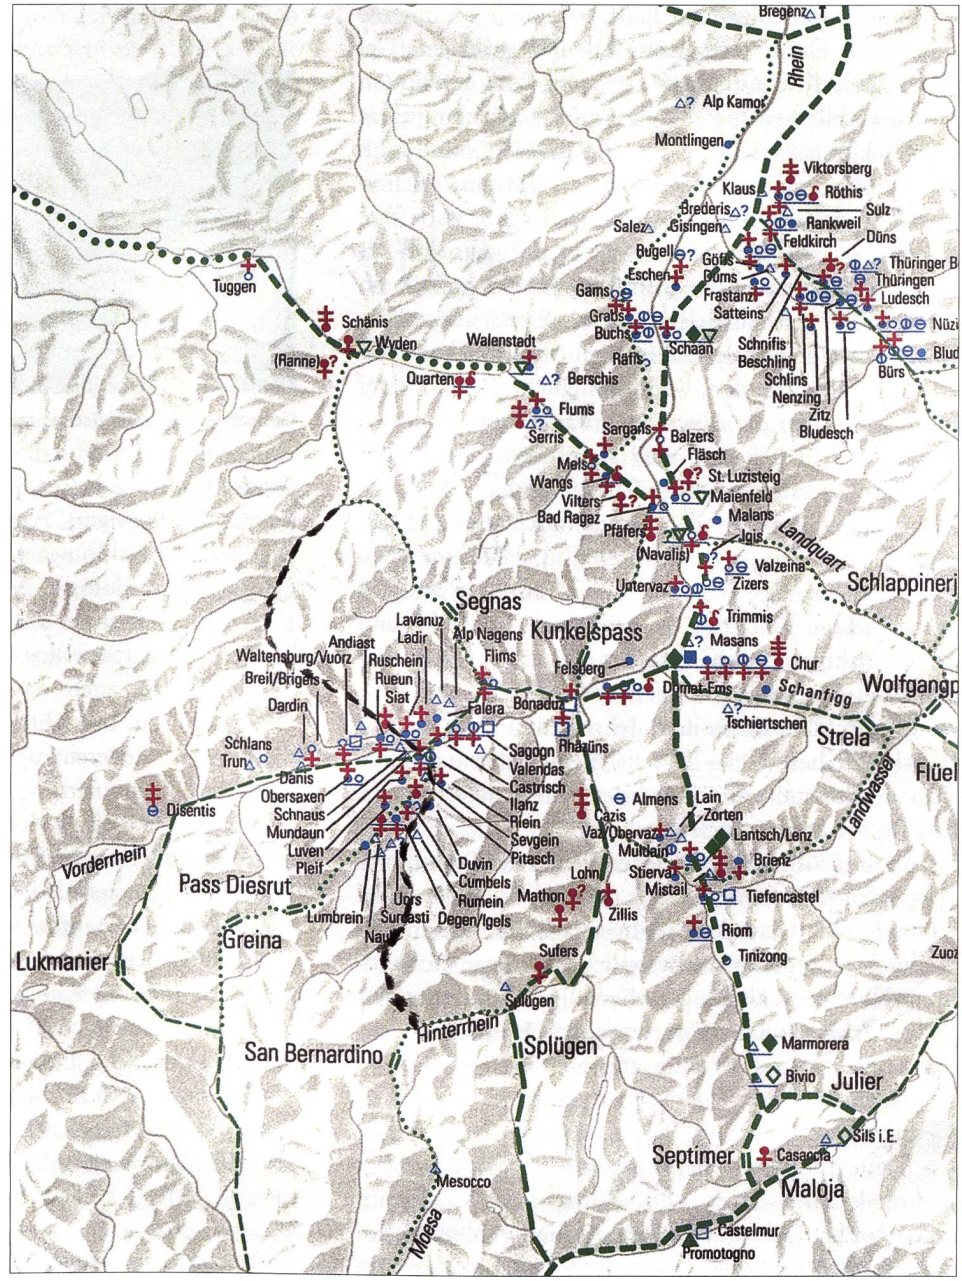 Bregenz
T
Rhein
? Alp Kamor
Montlingen
Viktorsberg
Klaus
Röthis
Brederis ?
Sulz
Salez
Gisingen
Rankweil
Feldkirch
Düns
Rugell ?
Göfis
? Thüringer B
Eschen
Düms
?
Thüringen
Gams
Frastanz
Ludesch
Grabs
Satteins
Nüzi
Tuggen
Buchs
Schaan
Schnifis
Schänis
Wyden
Walenstadt
Beschling
Blud
(Ranne) ?
Räfis
Schlins
Bürs
Quarten
? Berschis
Nenzing
Zitz
Flums
Bludesch
?
Serris
Sargans
Balzers
Mels
Fläsch
Wangs
? St. Luzisteig
Vilters ?
Maienfeld
Bad Ragaz
Malans
Pfäfers
?
Igis
Landquart
(Navalis)
?
Valzeina
Untervaz
Zizers
Schlappinerj
Segnas
Trimmis
Lavanuz
Ladir
Alp Nagens
Kunkelspass
? Masans
Andiast
Flims
Waltensburg/Vuorz
Ruschein
Felsberg
Chur
Breil/Brigels
Rueun
Siat
Domat-Ems
Schanfigg
Wolfgangp
Dardin
Falera
Bonaduz
?
Tschiertschen
Schlans
Rhäzüns
Strela
Trun
Sagogn
Danis
Valendas
Flüel
Obersaxen
Castrisch
Landwasser
Disentis
Schnaus
Ilanz
Almens
Lain
Mundaun
Riein
Cazis
Zorten
Luven
Sevgein
Vaz/Obervaz
Lantsch/Lenz
Vorderrhein
Pleif
Pitasch
Muldain
Brienz
Duvin
Lohn
Stierva
Pass Diesrut
Cumbels
Mathon ?
Mistail
Tiefencastel
Uors
Rumein
Lumbrein
Surcasti
Degen/Igels
Zillis
Greina
Riom
Lukmanier
Sufers
Tinizong
Zuoz
Splügen
Hinterrhein
San Bernardino
Splügen
Marmorera
Bivio
Julier
Sils i.E.
Septimer
Casaccia
Mesocco
Maloja
Moesa
Castelmur
Promotogno